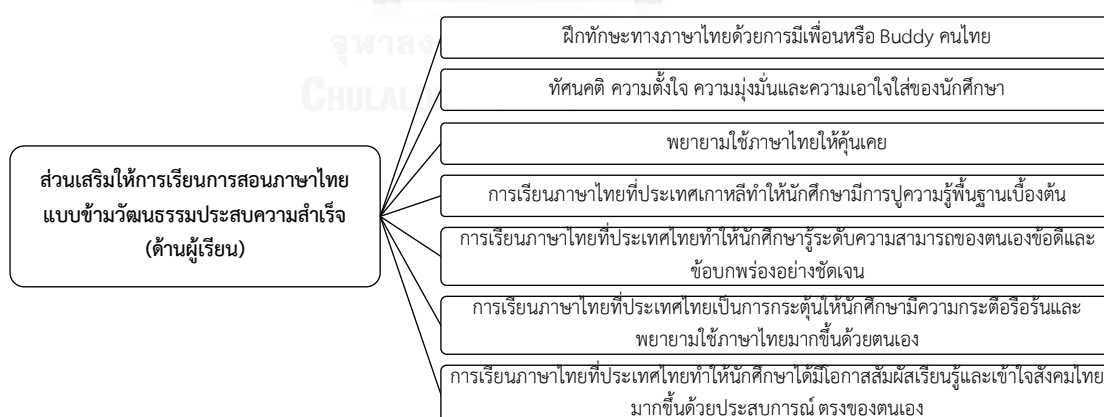 ฝึกทักษะทางภาษาไทยด้วยการมีเพื่อนหรือ Buddy คนไทย
ทัศนคติ ความตั้งใจ ความมุ่งมั่นและความเอาใจใส่ของนักศึกษา
พยายามใช้ภาษาไทยให้คุ้นเคย
ส่วนเสริมให้การเรียนการสอนภาษาไทย
แบบข้ามวัฒนธรรมประสบความสำเร็จ
(ด้านผู้เรียน)
การเรียนภาษาไทยที่ประเทศเกาหลีทำให้นักศึกษามีการปูความรู้พื้นฐานเบื้องต้น
การเรียนภาษาไทยที่ประเทศไทยทำให้นักศึกษารู้ระดับความสามารถของตนเองข้อดีและ
ข้อบกพร่องอย่างชัดเจน
การเรียนภาษาไทยที่ประเทศไทยเป็นการกระตุ้นให้นักศึกษามีความกระตือรือร้นและ
พยายามใช้ภาษาไทยมากขึ้นด้วยตนเอง
การเรียนภาษาไทยที่ประเทศไทยทำให้นักศึกษาได้มีโอกาสสัมผัสเรียนรู้และเข้าใจสังคมไทย
มากขึ้นด้วยประสบการณ์ ตรงของตนเอง